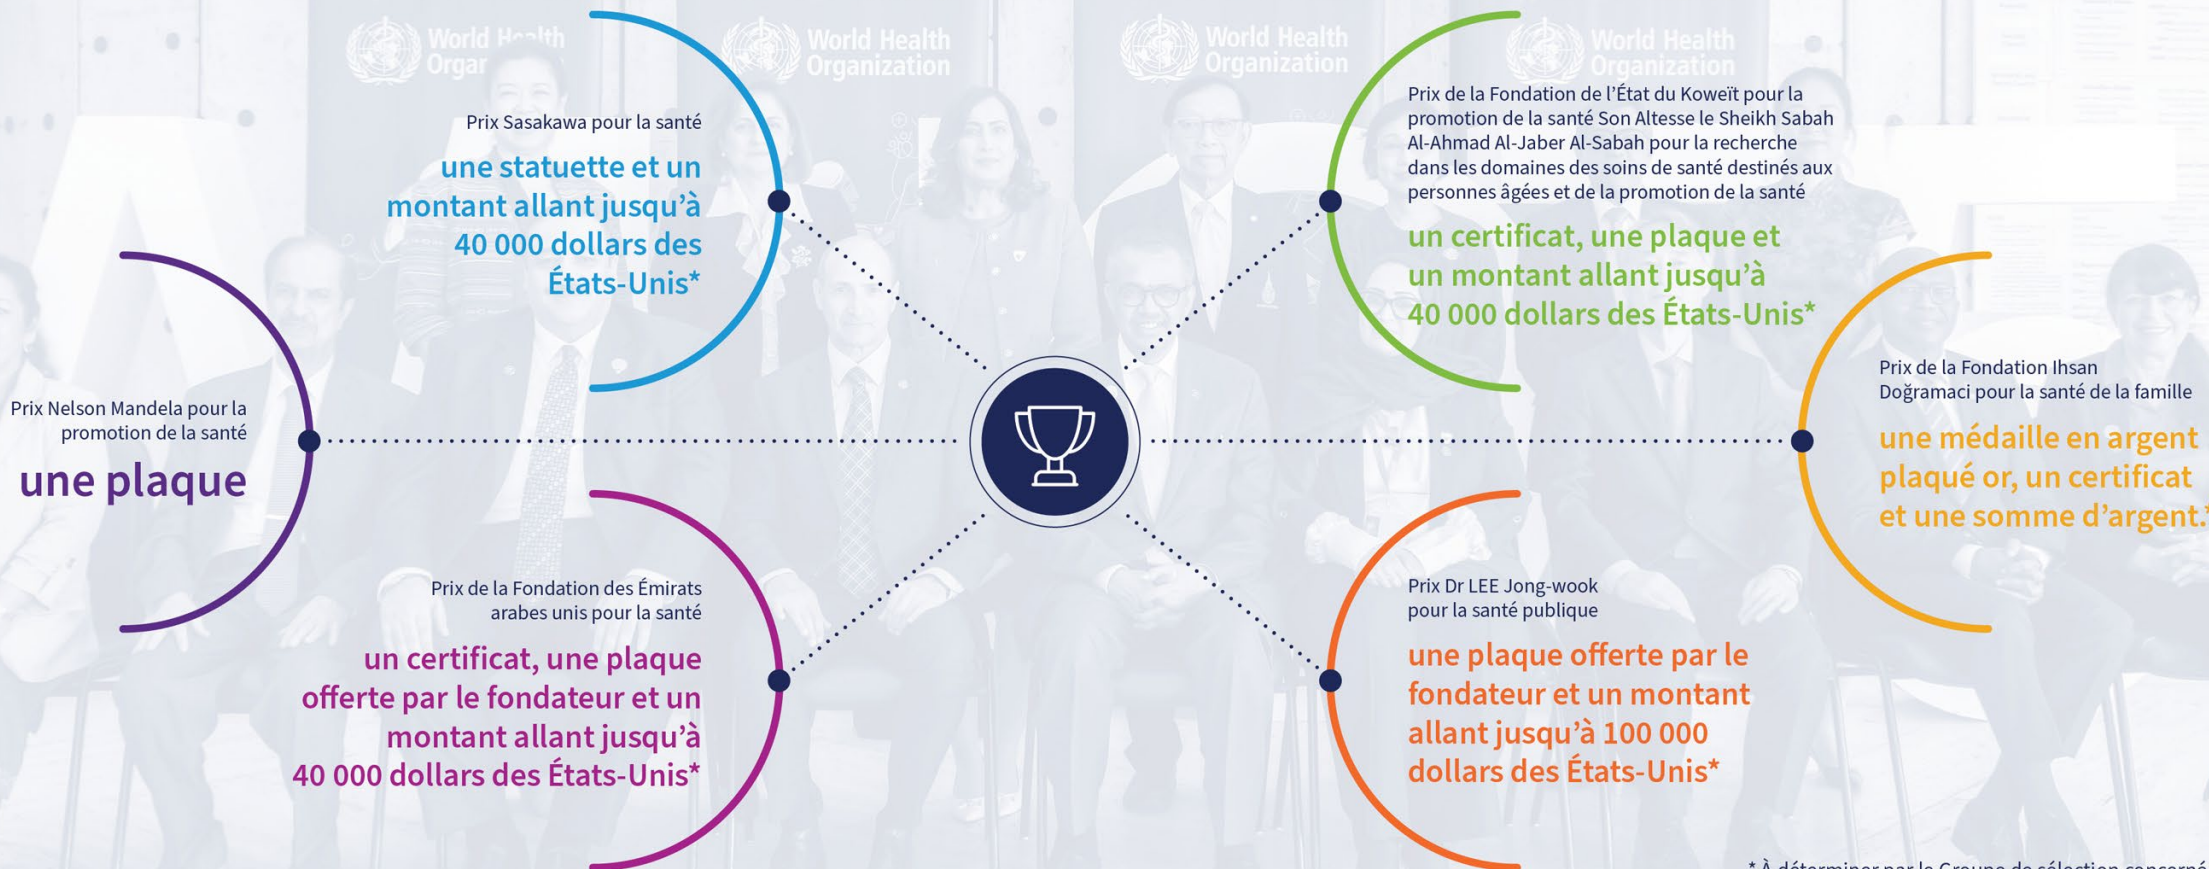 World Health
Organization
World Health
Organization
World Health
Organization
World Health
Prix Sasakawa pour la santé
une statuette et un
montant allant jusqu’à
40 000 dollars des
États-Unis*
Prix de la Fondation de l’État du Koweït pour la
promotion de la santé Son Altesse le Sheikh Sabah
Al-Ahmad Al-Jaber Al-Sabah pour la recherche
dans les domaines des soins de santé destinés aux
personnes âgées et de la promotion de la santé
un certificat, une plaque et
un montant allant jusqu’à
40 000 dollars des États-Unis*
Prix Nelson Mandela pour la
promotion de la santé
une plaque
Prix de la Fondation Ihsan
Doğramaci pour la santé de la famille
une médaille en argent
plaqué or, un certificat
et une somme d’argent.*
Prix de la Fondation des Émirats
arabes unis pour la santé
un certificat, une plaque
offerte par le fondateur et un
montant allant jusqu’à
40 000 dollars des États-Unis*
Prix Dr LEE Jong-wook
pour la santé publique
une plaque offerte par le
fondateur et un montant
allant jusqu’à 100 000
dollars des États-Unis*
* À déterminer par le Groupe de sélection concerné